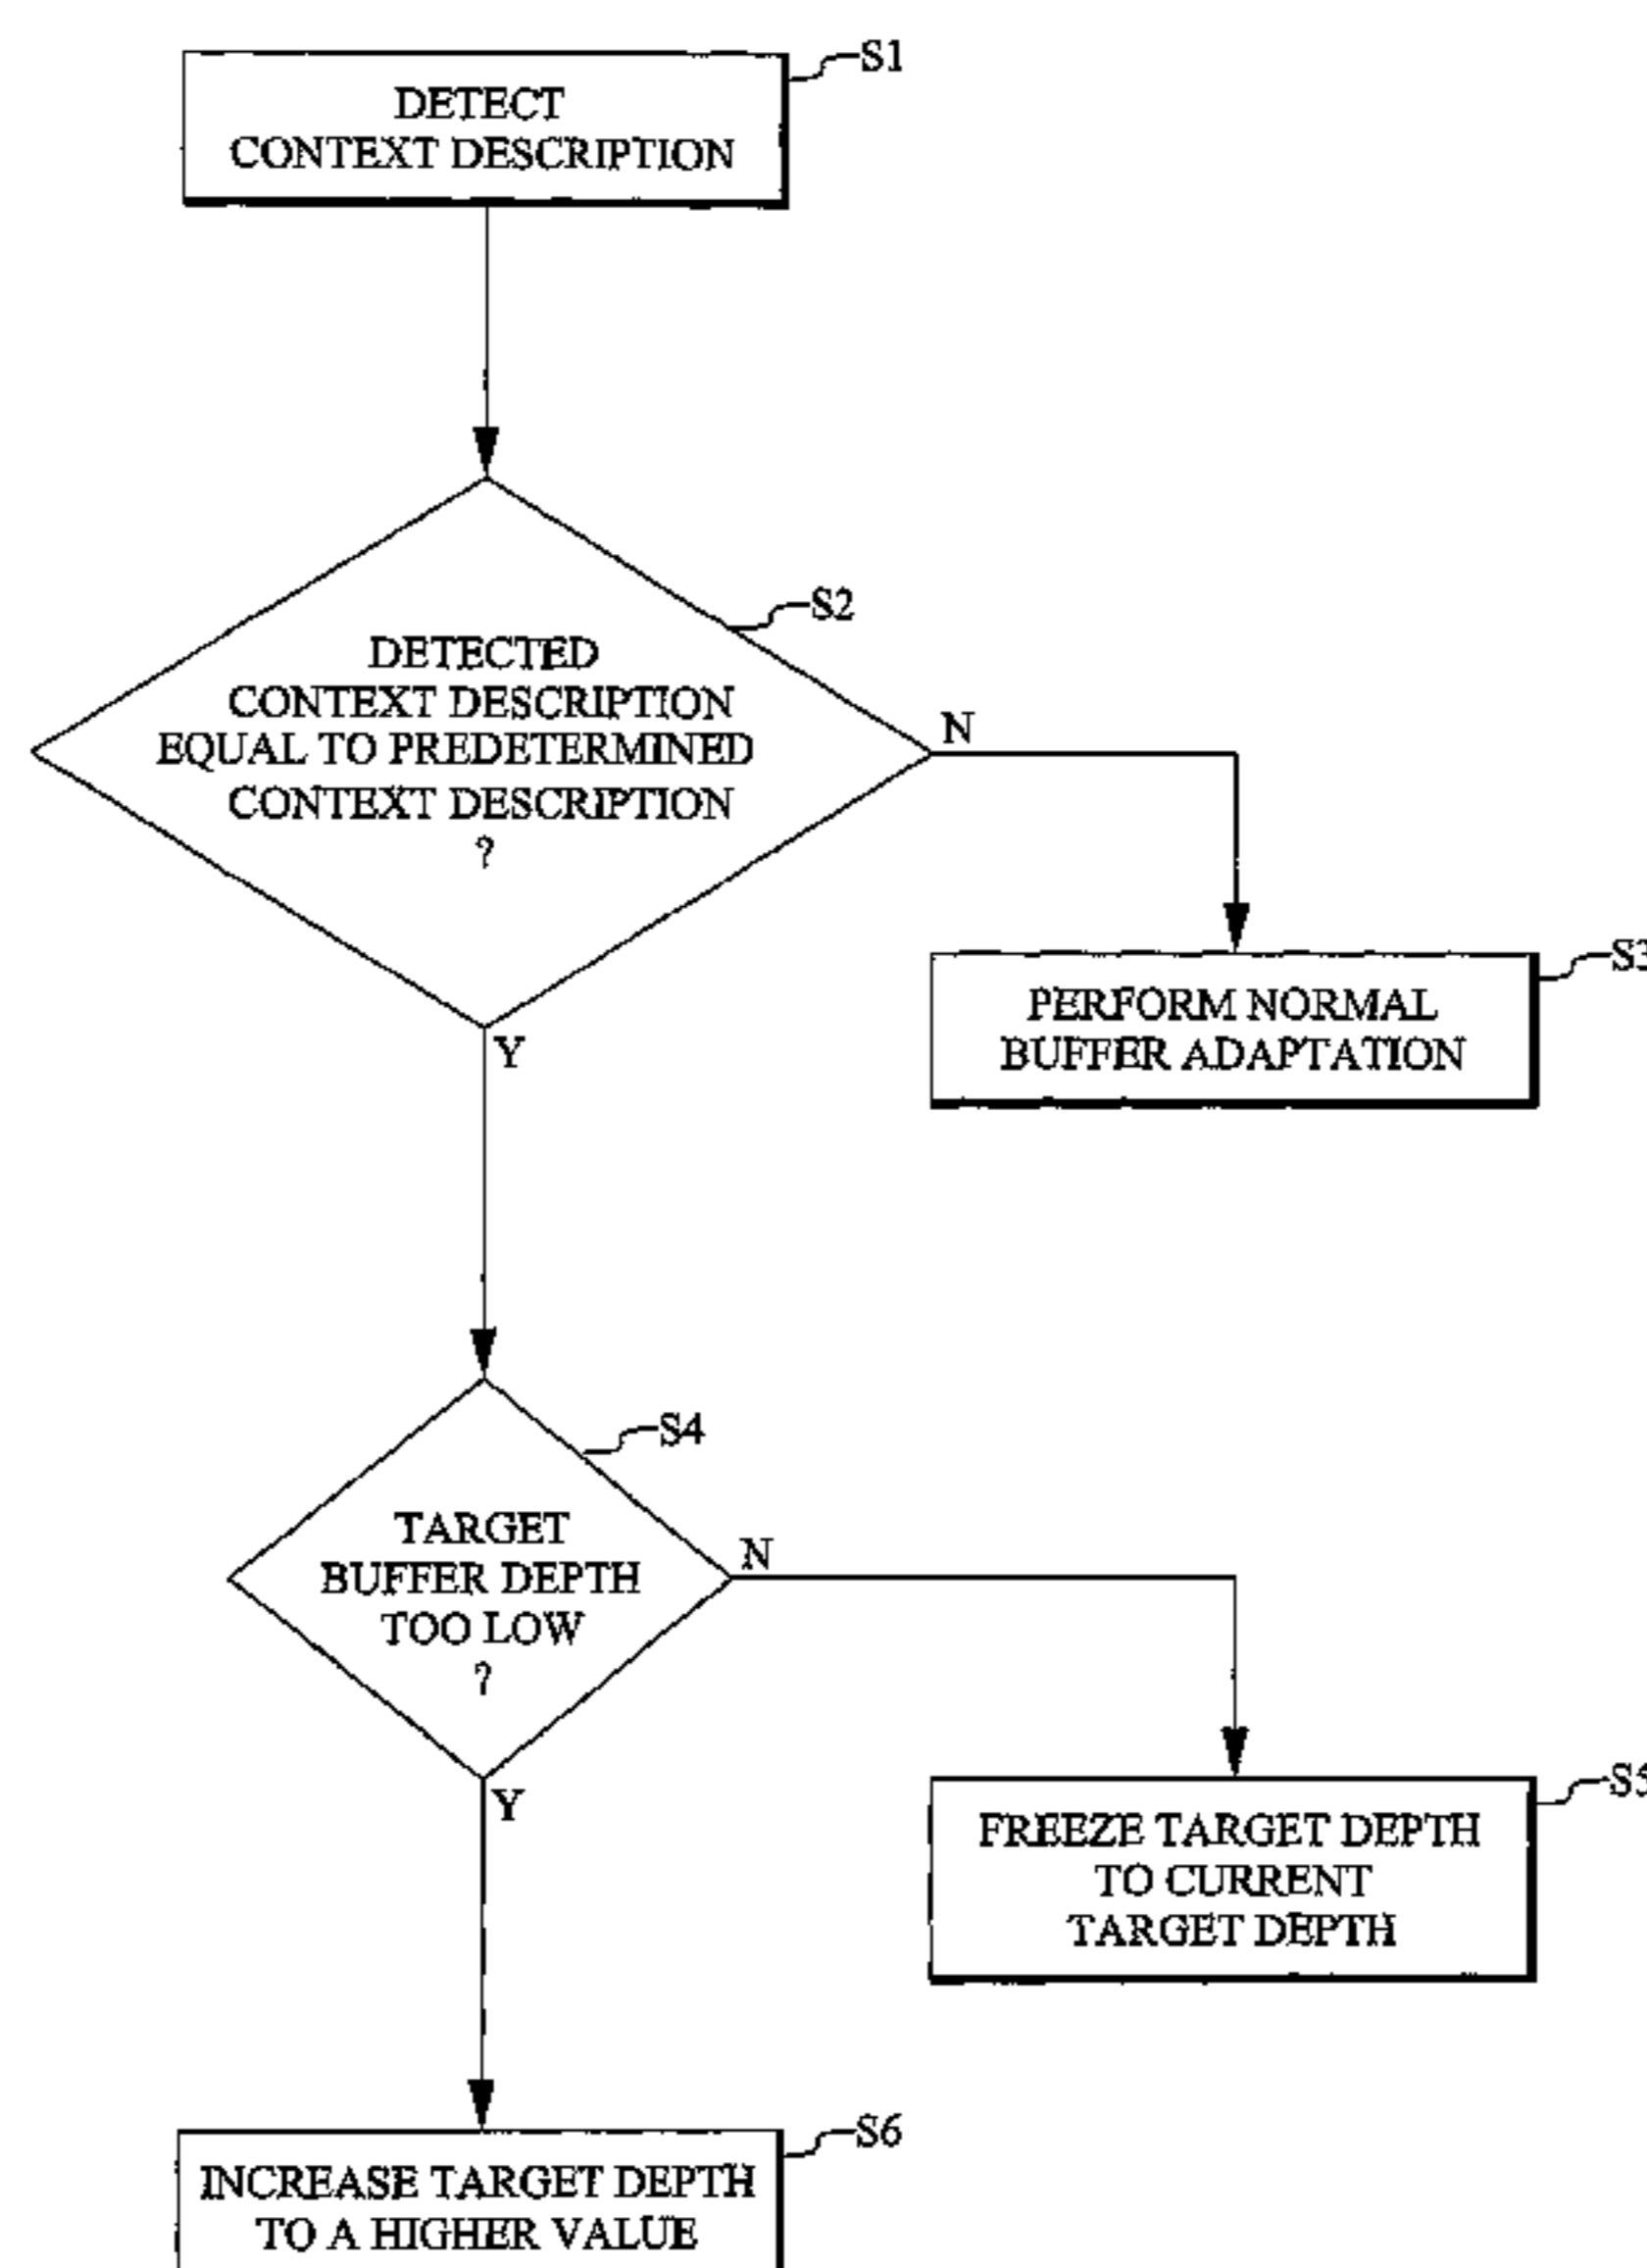 S1
DETECT
CONTEXT DESCRIPTION
S2
DETECTED
CONTEXT DESCRIPTION
EQUAL TO PREDETERMINED
CONTEXT DESCRIPTION
?
N
Y
S3
PERFORM NORMAL
BUFFER ADAPTATION
S4
TARGET
BUFFER DEPTH
TOO LOW
?
N
Y
S5
FREEZE TARGET DEPTH
TO CURRENT
TARGET DEPTH
S6
INCREASE TARGET DEPTH
TO A HIGHER VALUE